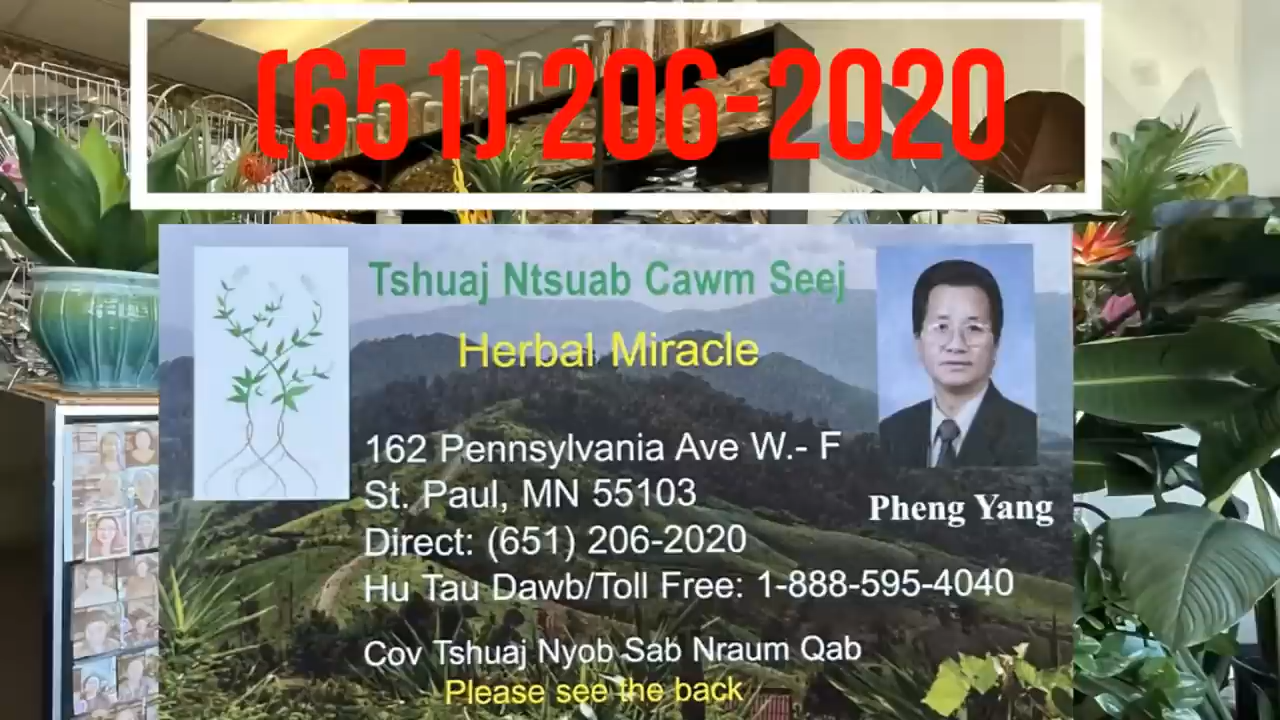 (651) 206-2020
Tshuaj Ntsuab Cawm Seej
Herbal Miracle
162 Pennsylvania Ave W.- F
St. Paul, MN 55103
Direct: (651) 206-2020
Hu Tau Dawb/Toll Free: 1-888-595-4040
Pheng Yang
Cov Tshuaj Nyob Sab Nraum Qab
Please see the back